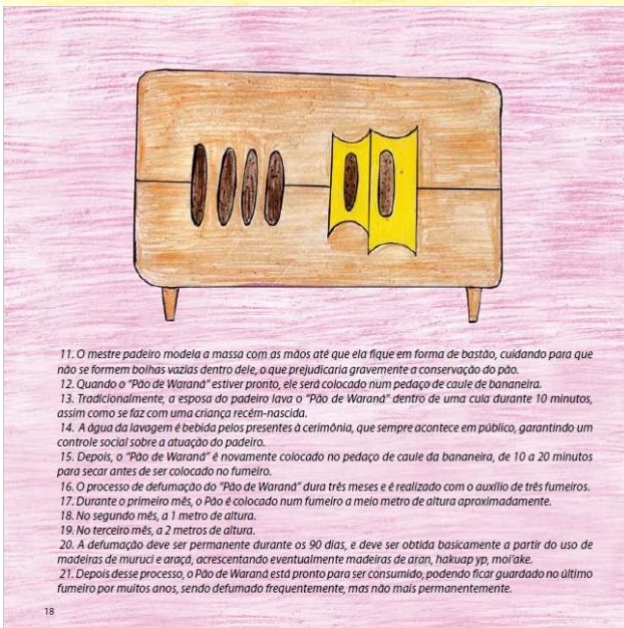 11. O mestre padeiro modela a massa com as mãos até que ela fique em forma de bastão, cuidando para que
não se formem bolhas vazias dentro dele, o que prejudicaria gravemente a conservação do pão.
12. Quando o "Pão de Waraná" estiver pronto, ele será colocado num pedaço de caule de bananeira.
13. Tradicionalmente, a esposa do padeiro lava o "Pão de Waraná" dentro de uma cuia durante 10 minutos,
assim como se faz com uma criança recém-nascida.
14. A água da lavagem é bebida pelos presentes à cerimônia, que sempre acontece em público, garantindo um
controle social sobre a atuação do padeiro.
15. Depois, o "Pão de Waraná" é novamente colocado no pedaço de caule da bananeira, de 10 a 20 minutos
para secar antes de ser colocado no fumeiro.
16. O processo de defumação do "Pão de Waraná" dura três meses e é realizado com o auxílio de três fumeiros.
17. Durante o primeiro mês, o Pão é colocado num fumeiro a meio metro de altura aproximadamente.
18. No segundo mês, a 1 metro de altura.
19. No terceiro mês, a 2 metros de altura.
20. A defumação deve ser permanente durante os 90 dias, e deve ser obtida basicamente a partir do uso de
madeiras de muruci e araçá, acrescentando eventualmente madeiras de aran, hakuap yp, moi'ake.
21. Depois desse processo, o Pão de Waraná está pronto para ser consumido, podendo ficar guardado no último
fumeiro por muitos anos, sendo defumado frequentemente, mas não mais permanentemente.
18